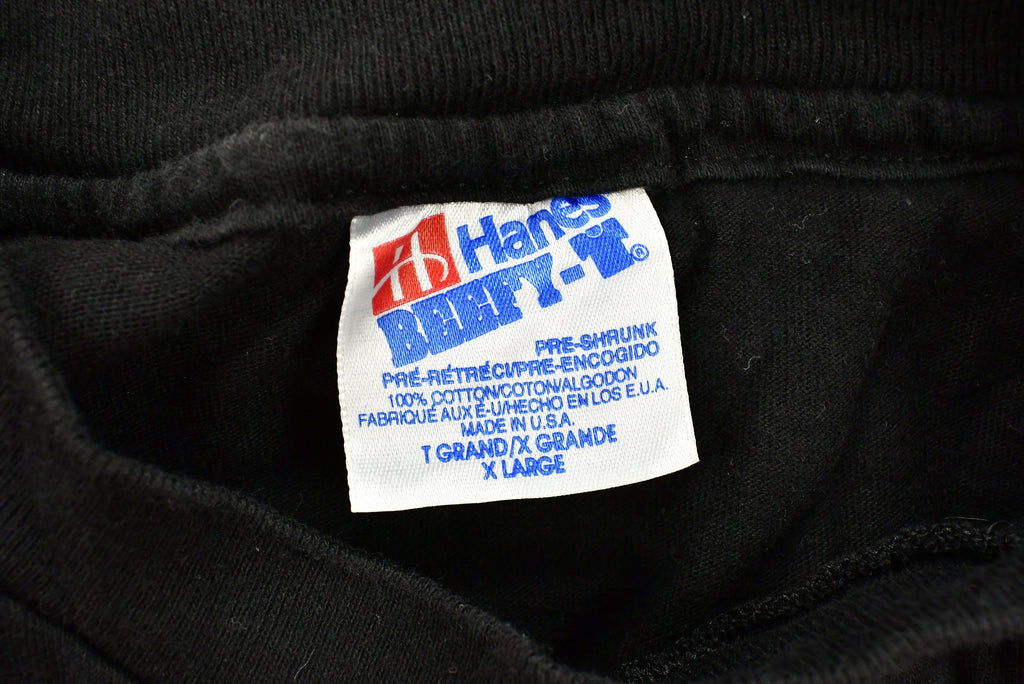 H Hanes
BEEFY-T®
PRE-SHRUNK
PRÉ-RÉTRÉCI/PRE-ENCOGIDO
100% COTTON/COTON/ALGODON
FABRIQUÉ AUX É-U/HECHO EN LOS E.U.A.
MADE IN U.S.A.
T GRAND/X GRANDE
X LARGE